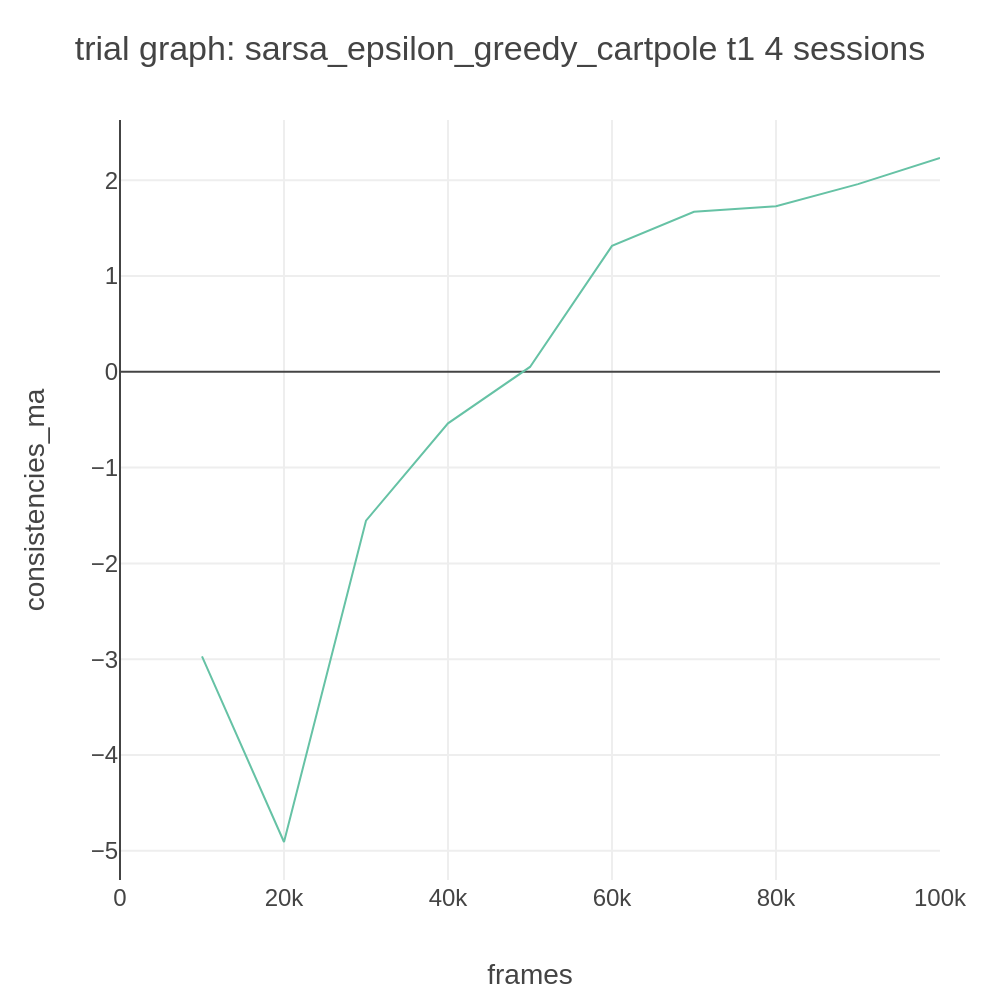 trial graph: sarsa_epsilon_greedy_cartpole t1 4 sessions
consistencies_ma
2
1
0
−1
−2
−3
−4
−5
0 20k 40k 60k 80k 100k
frames